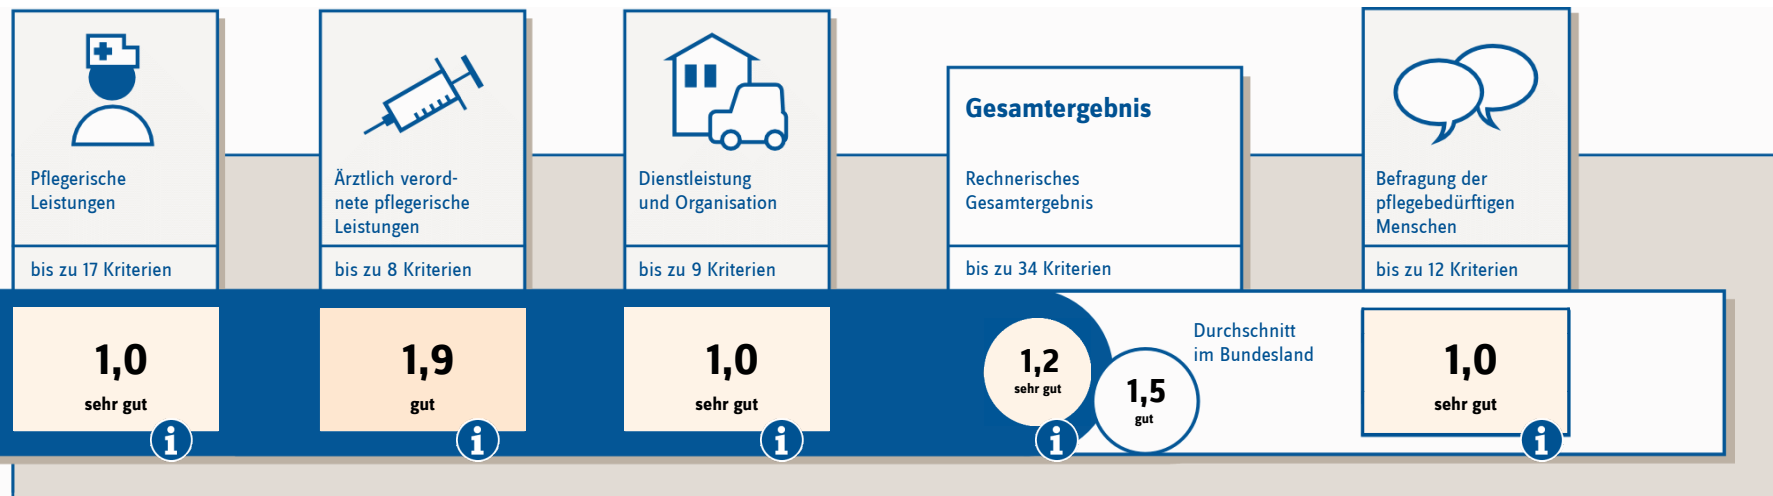 Pflegerische
Leistungen
bis zu 17 Kriterien
1,0
sehr gut
i
Ärztlich verord-
nete pflegerische
Leistungen
bis zu 8 Kriterien
1,9
gut
i
Dienstleistung
und Organisation
bis zu 9 Kriterien
1,0
sehr gut
i
Gesamtergebnis
Rechnerisches
Gesamtergebnis
bis zu 34 Kriterien
1,2
sehr gut
i
1,5
gut
Durchschnitt
im Bundesland
Befragung der
pflegebedürftigen
Menschen
bis zu 12 Kriterien
1,0
sehr gut
i